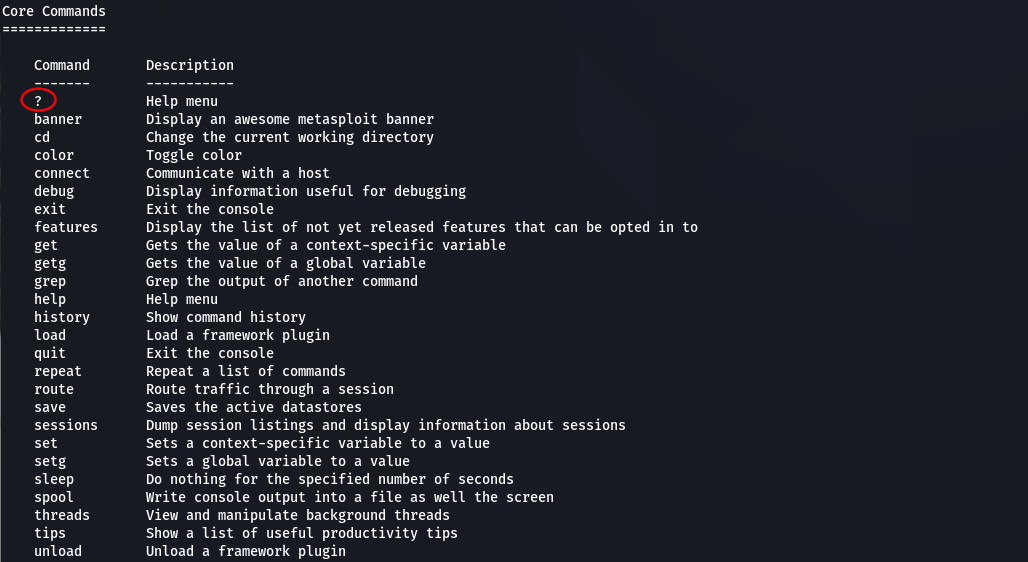 Core Commands
=============
Command Description
------- -----------
? Help menu
banner Display an awesome metasploit banner
cd Change the current working directory
color Toggle color
connect Communicate with a host
debug Display information useful for debugging
exit Exit the console
features Display the list of not yet released features that can be opted in to
get Gets the value of a context-specific variable
getg Gets the value of a global variable
grep Grep the output of another command
help Help menu
history Show command history
load Load a framework plugin
quit Exit the console
repeat Repeat a list of commands
route Route traffic through a session
save Saves the active datastores
sessions Dump session listings and display information about sessions
set Sets a context-specific variable to a value
setg Sets a global variable to a value
sleep Do nothing for the specified number of seconds
spool Write console output into a file as well the screen
threads View and manipulate background threads
tips Show a list of useful productivity tips
unload Unload a framework plugin